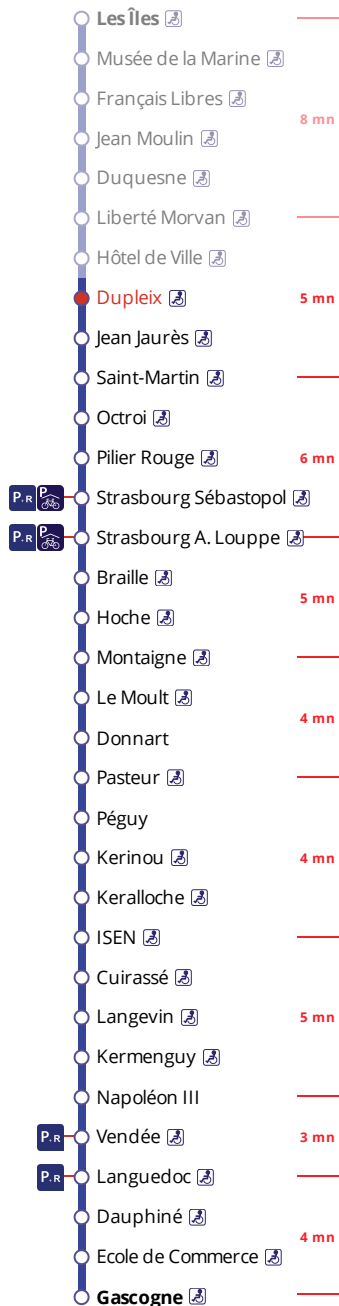 Les Îles
Musée de la Marine
Français Libres
8 mn
Jean Moulin
Duquesne
Liberté Morvan
Hôtel de Ville
Dupleix 5 mn
Jean Jaurès
Saint-Martin
Octroi
Pilier Rouge 6 mn
P+R P Strasbourg Sébastopol
P+R P Strasbourg A. Louppe
Braille
5 mn
Hoche
Montaigne
Le Moult
4 mn
Donnart
Pasteur
Péguy
Kerinou 4 mn
Keralloche
ISEN
Cuirassé
Langevin 5 mn
Kermenguy
Napoléon III
P+R Vendée 3 mn
P+R Languedoc
Dauphiné
4 mn
Ecole de Commerce
Gascogne